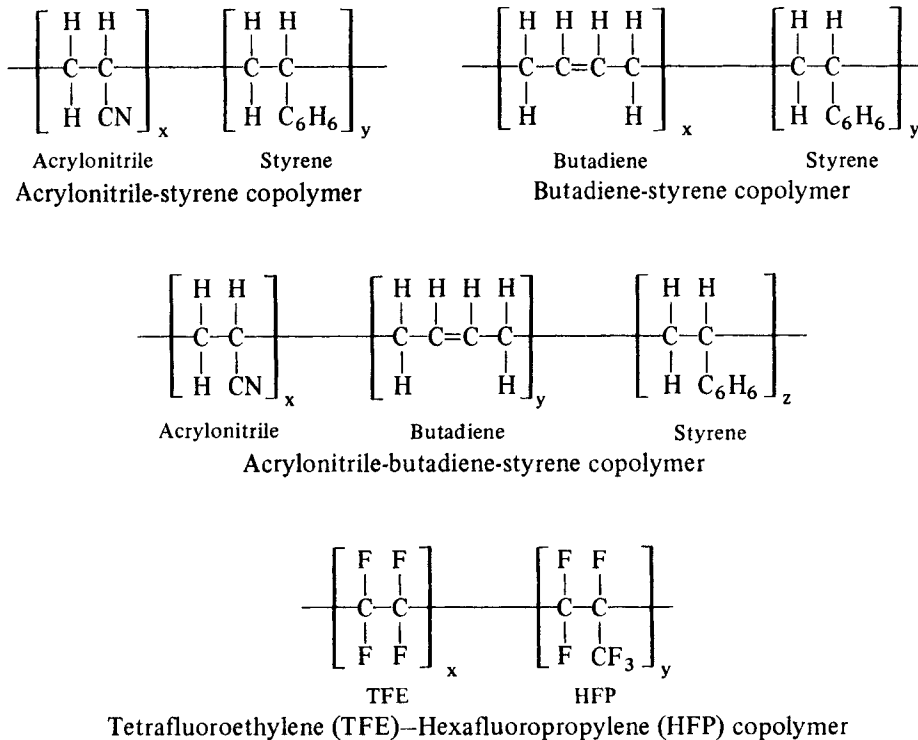 H H H H H H H H H H
C-C C-C C-C=C-C C-C
H CN x H C₆H₆ y H H x H C₆H₆ y
Acrylonitrile Styrene Butadiene Styrene
Acrylonitrile-styrene copolymer Butadiene-styrene copolymer
H H H H H H H H
C-C C-C=C-C C-C
H CN x H H y H C₆H₆ z
Acrylonitrile Butadiene Styrene
Acrylonitrile-butadiene-styrene copolymer
F F F F
C-C C-C
F F x F CF₃ y
TFE HFP
Tetrafluoroethylene (TFE)—Hexafluoropropylene (HFP) copolymer